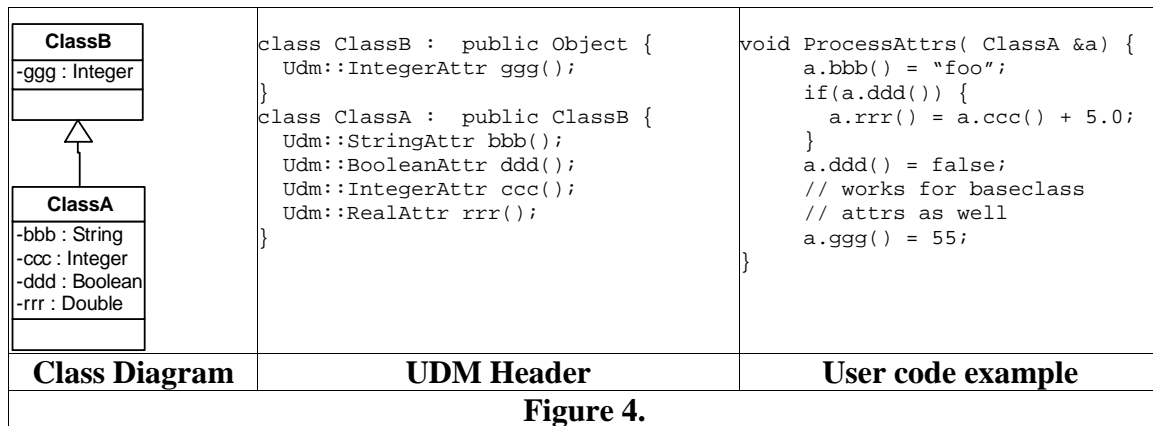 ClassB
-ggg : Integer
ClassA
-bbb : String
-ccc : Integer
-ddd : Boolean
-rrr : Double
class ClassB :  public Object {
  Udm::IntegerAttr ggg();
}
class ClassA :  public ClassB {
  Udm::StringAttr bbb();
  Udm::BooleanAttr ddd();
  Udm::IntegerAttr ccc();
  Udm::RealAttr rrr();
}
void ProcessAttrs( ClassA &a) {
     a.bbb() = “foo”;
     if(a.ddd()) {
       a.rrr() = a.ccc() + 5.0;
     }
     a.ddd() = false;
     // works for baseclass
     // attrs as well
     a.ggg() = 55;
}
Class Diagram
UDM Header
User code example
Figure 4.